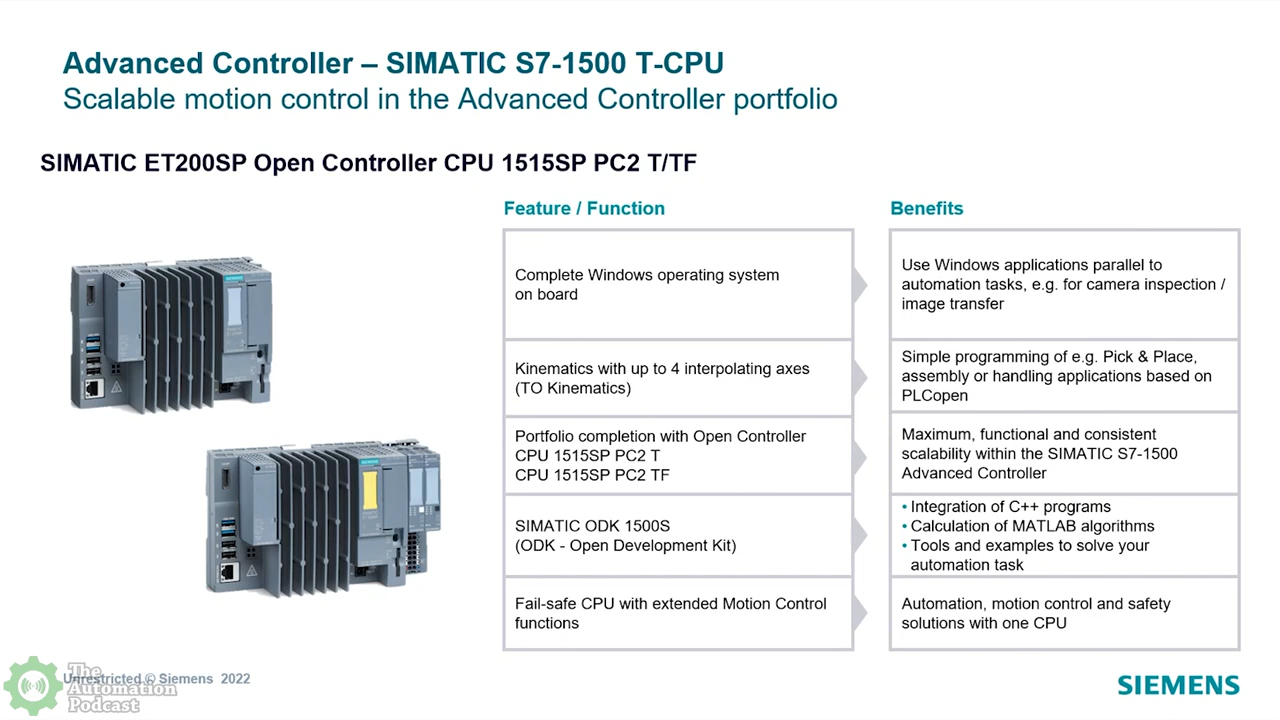 Advanced Controller – SIMATIC S7-1500 T-CPU
Scalable motion control in the Advanced Controller portfolio
SIMATIC ET200SP Open Controller CPU 1515SP PC2 T/TF
Feature / Function
Benefits
Complete Windows operating system
on board
Use Windows applications parallel to
automation tasks, e.g. for camera inspection /
image transfer
Kinematics with up to 4 interpolating axes
(TO Kinematics)
Simple programming of e.g. Pick & Place,
assembly or handling applications based on
PLCopen
Portfolio completion with Open Controller
CPU 1515SP PC2 T
CPU 1515SP PC2 TF
Maximum, functional and consistent
scalability within the SIMATIC S7-1500
Advanced Controller
SIMATIC ODK 1500S
(ODK - Open Development Kit)
• Integration of C++ programs
• Calculation of MATLAB algorithms
• Tools and examples to solve your
automation task
Fail-safe CPU with extended Motion Control
functions
Automation, motion control and safety
solutions with one CPU
SIEMENS
SIEMENS
The
Automation
Podcast
Unrestricted © Siemens 2022
SIEMENS